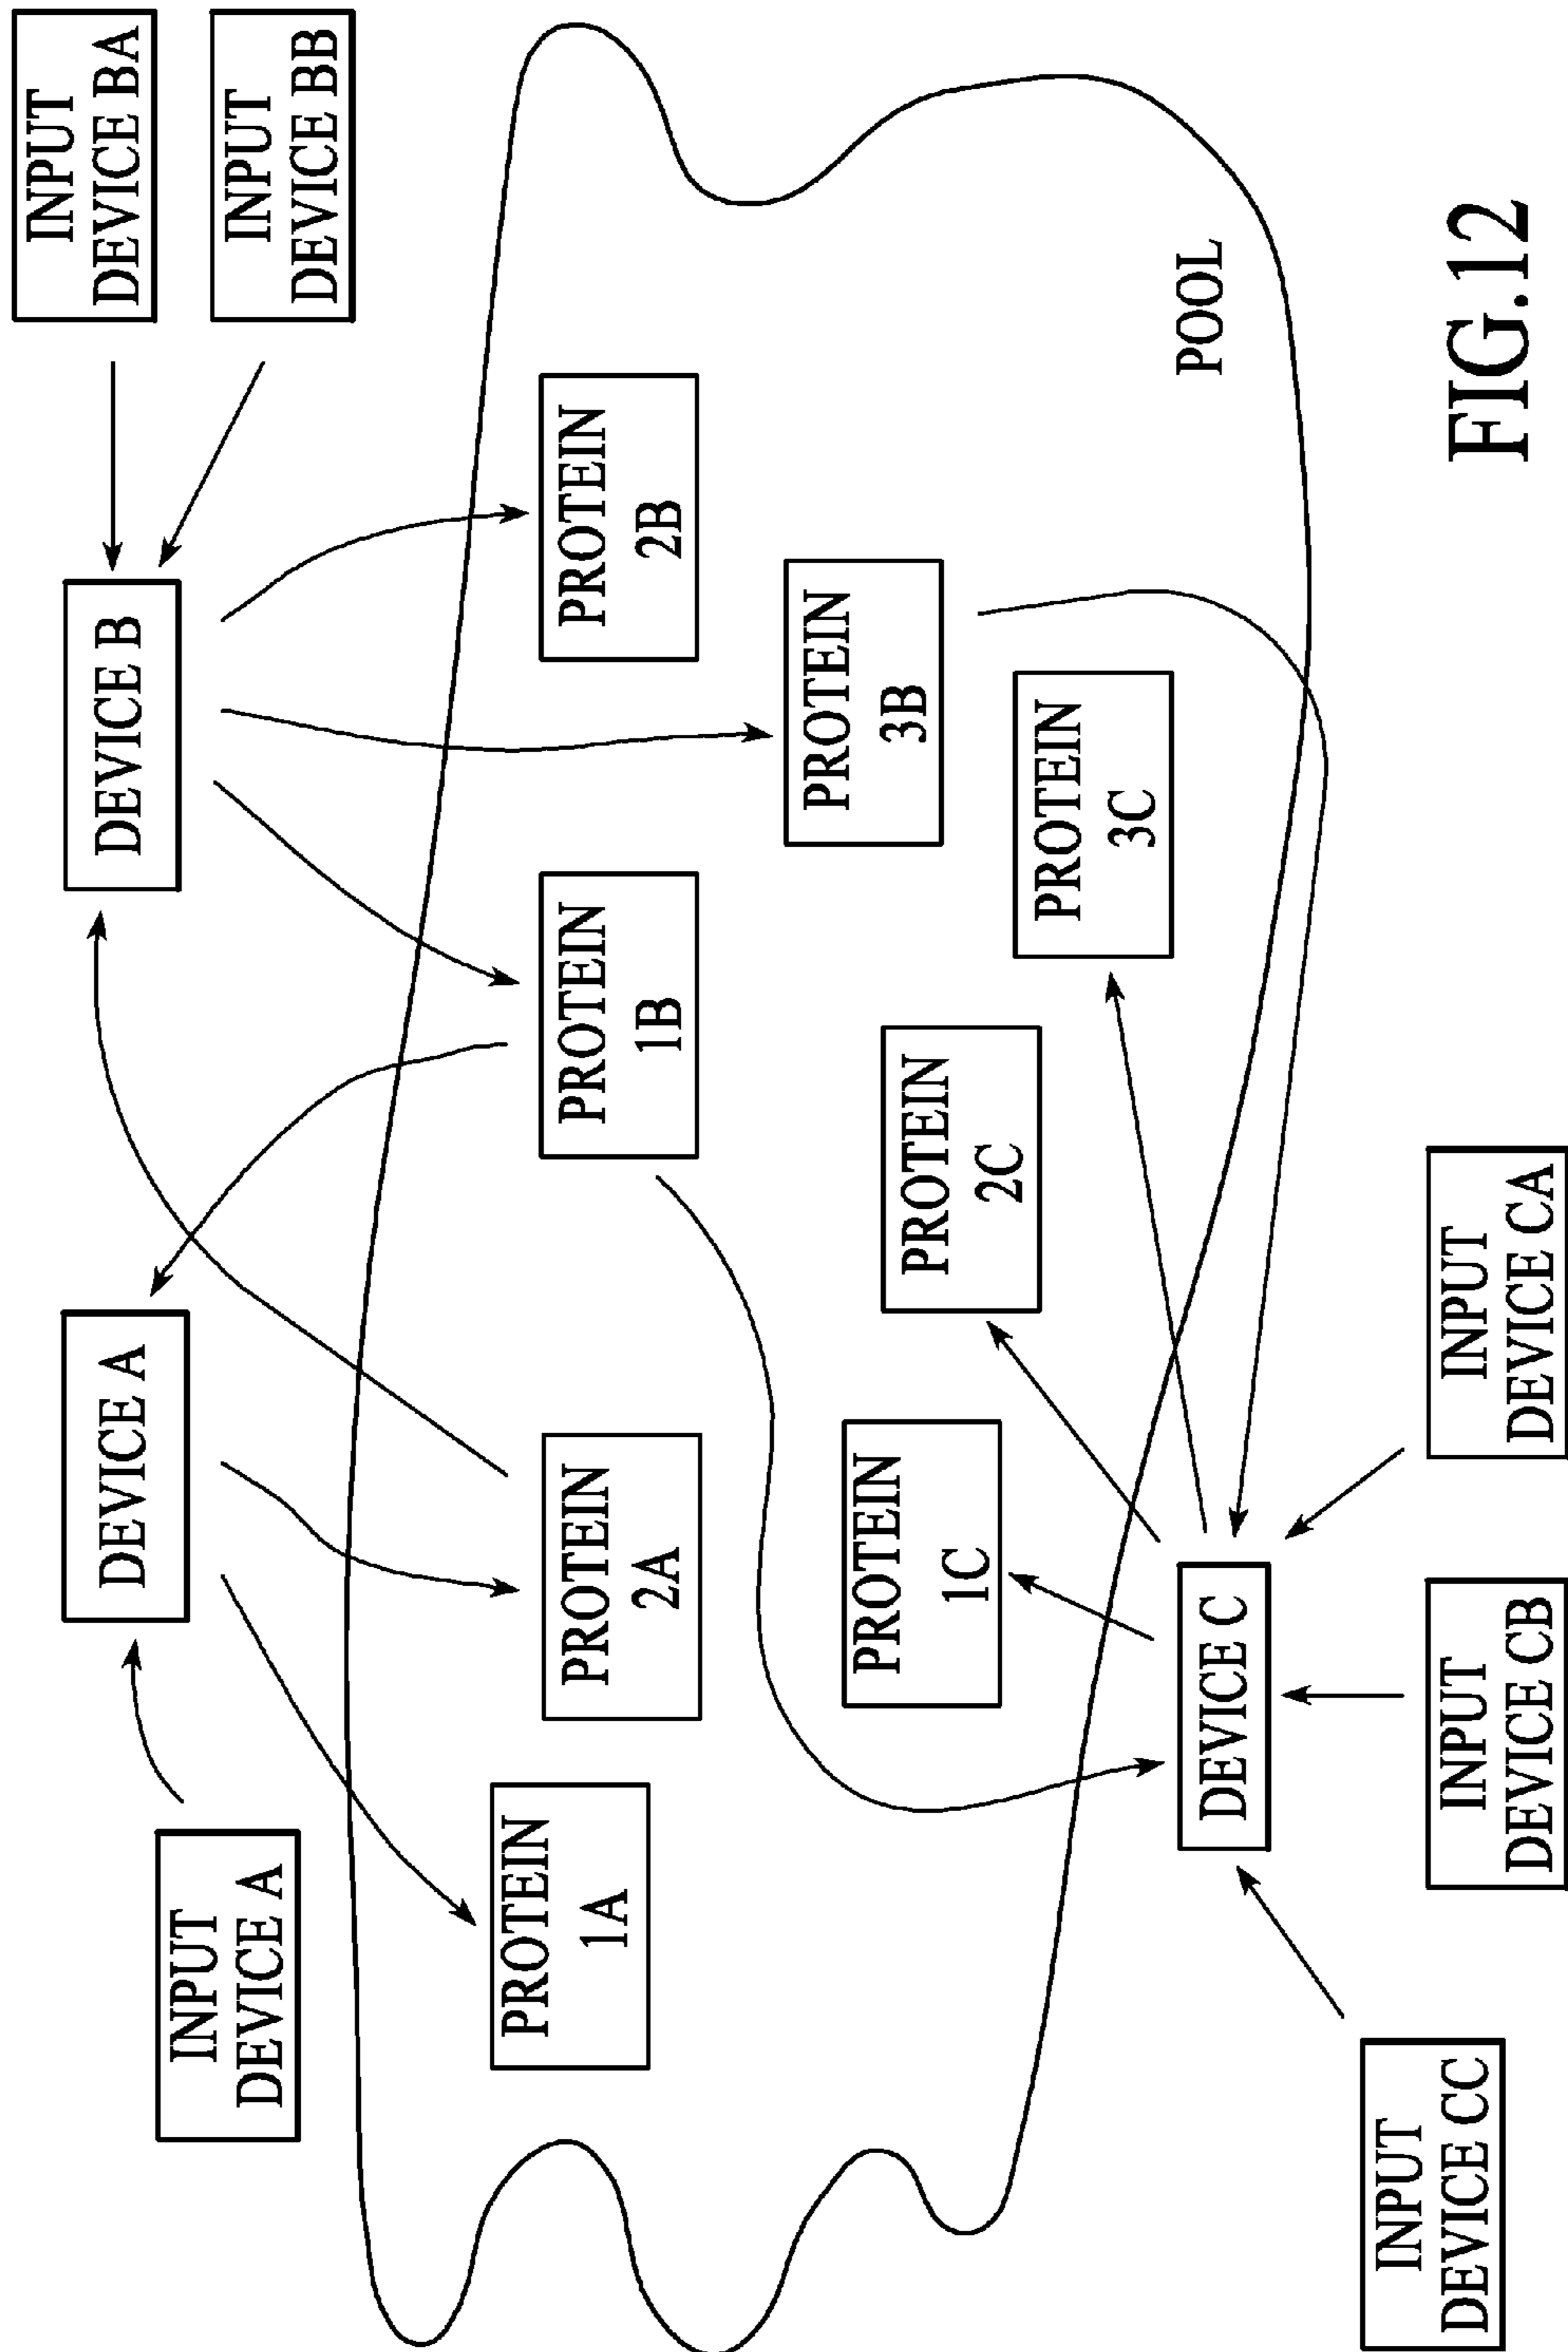 INPUT
DEVICE A
DEVICE A
DEVICE B
INPUT
DEVICE BA
INPUT
DEVICE BB
PROTEIN
1A
PROTEIN
2A
PROTEIN
1B
PROTEIN
2B
PROTEIN
3B
PROTEIN
1C
PROTEIN
2C
PROTEIN
3C
POOL
DEVICE C
INPUT
DEVICE CC
INPUT
DEVICE CB
INPUT
DEVICE CA
FIG.12